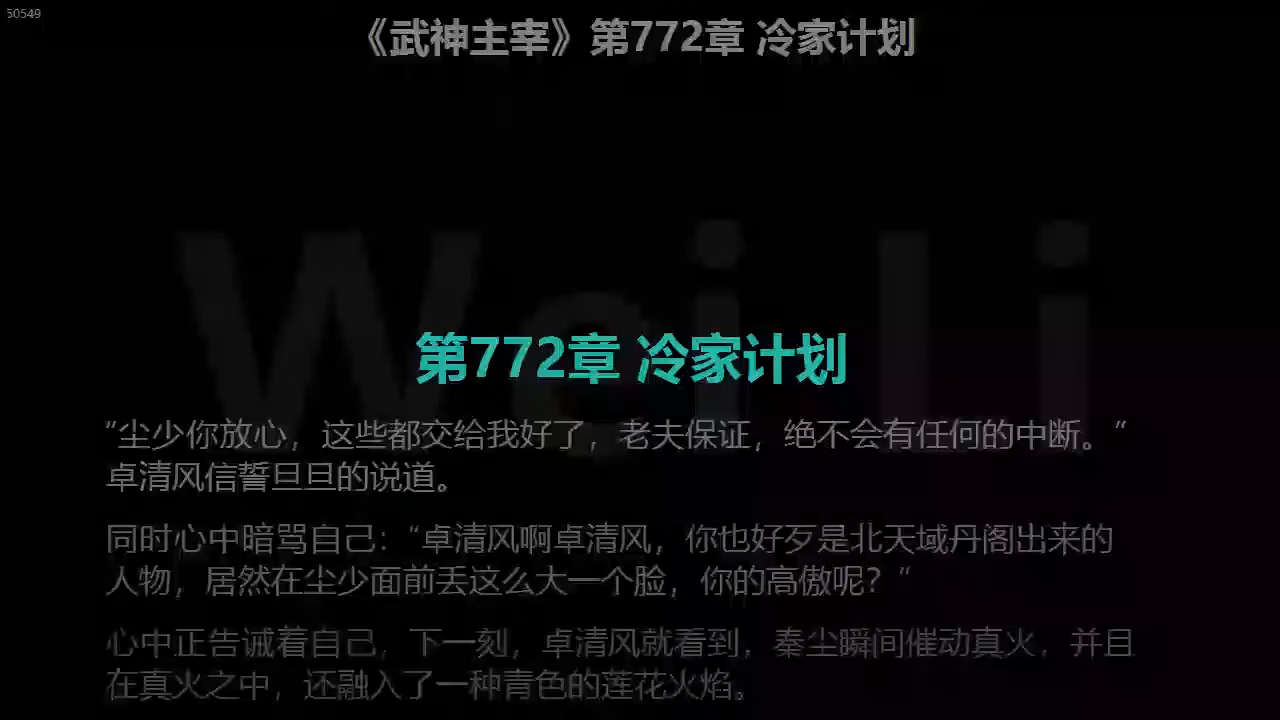 50549
《武神主宰》第772章 冷家计划
Wei Li
第772章 冷家计划
“尘少你放心，这些都交给我好了，老夫保证，绝不会有任何的中断。”
卓清风信誓旦旦的说道。
同时心中暗骂自己：“卓清风啊卓清风，你也好歹是北天域丹阁出来的
人物，居然在尘少面前丢这么大一个脸，你的高傲呢？”
心中正告诫着自己，下一刻，卓清风就看到，秦尘瞬间催动真火，并且
在真火之中，还融入了一种青色的莲花火焰。